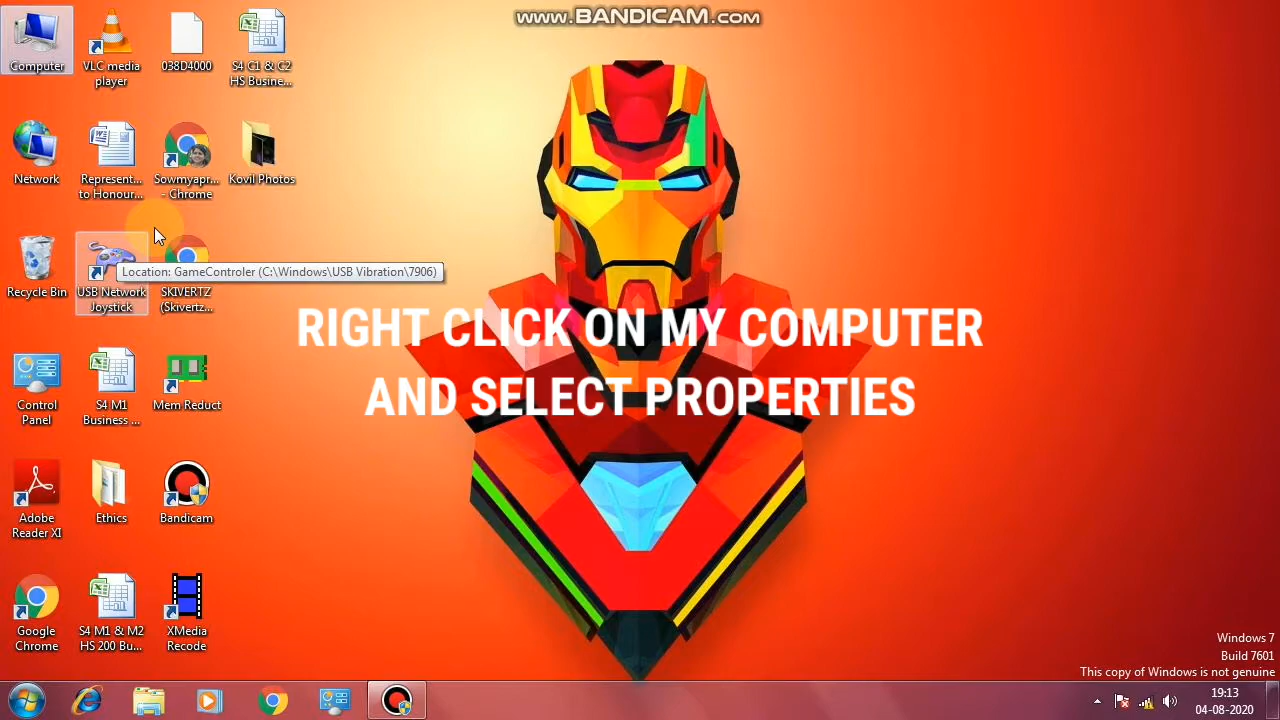 www.BANDICAM.com
Computer
VLC media
player
038D4000
S4 C1 & C2
HS Busine...
Network
Represent...
to Honour...
Sowmyapr...
- Chrome
Kovil Photos
Recycle Bin
USB Network
Joystick
SKIVERTZ
(Skivertz...
Location: GameControler (C:\Windows\USB Vibration\7906)
RIGHT CLICK ON MY COMPUTER
AND SELECT PROPERTIES
Control
Panel
S4 M1
Business ...
Mem Reduct
Adobe
Reader XI
Ethics
Bandicam
Google
Chrome
S4 M1 & M2
HS 200 Bu...
XMedia
Recode
Windows 7
Build 7601
This copy of Windows is not genuine
19:13
04-08-2020